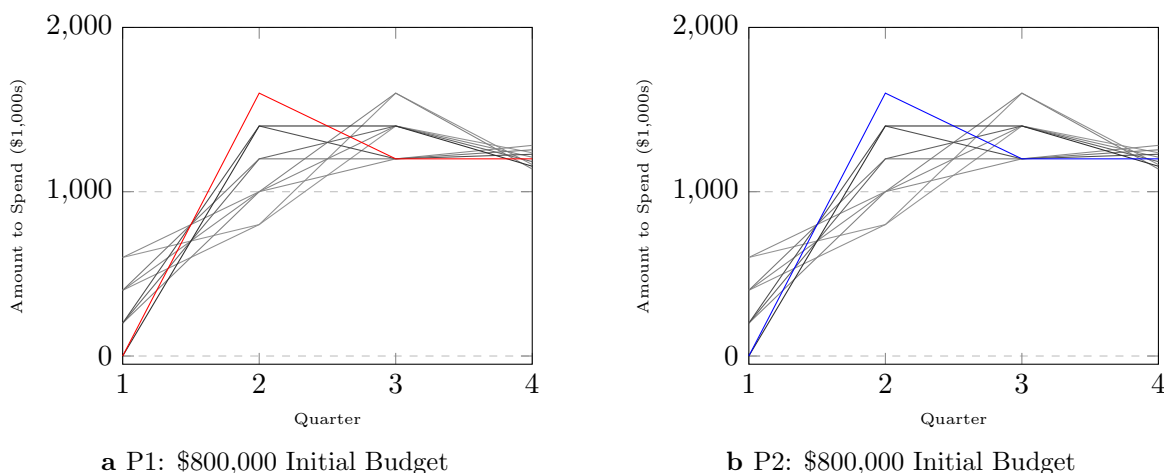 2,000
1,000
0
Amount to Spend ($1,000s)
1 2 3 4
Quarter
a P1: $800,000 Initial Budget
2,000
1,000
0
Amount to Spend ($1,000s)
1 2 3 4
Quarter
b P2: $800,000 Initial Budget